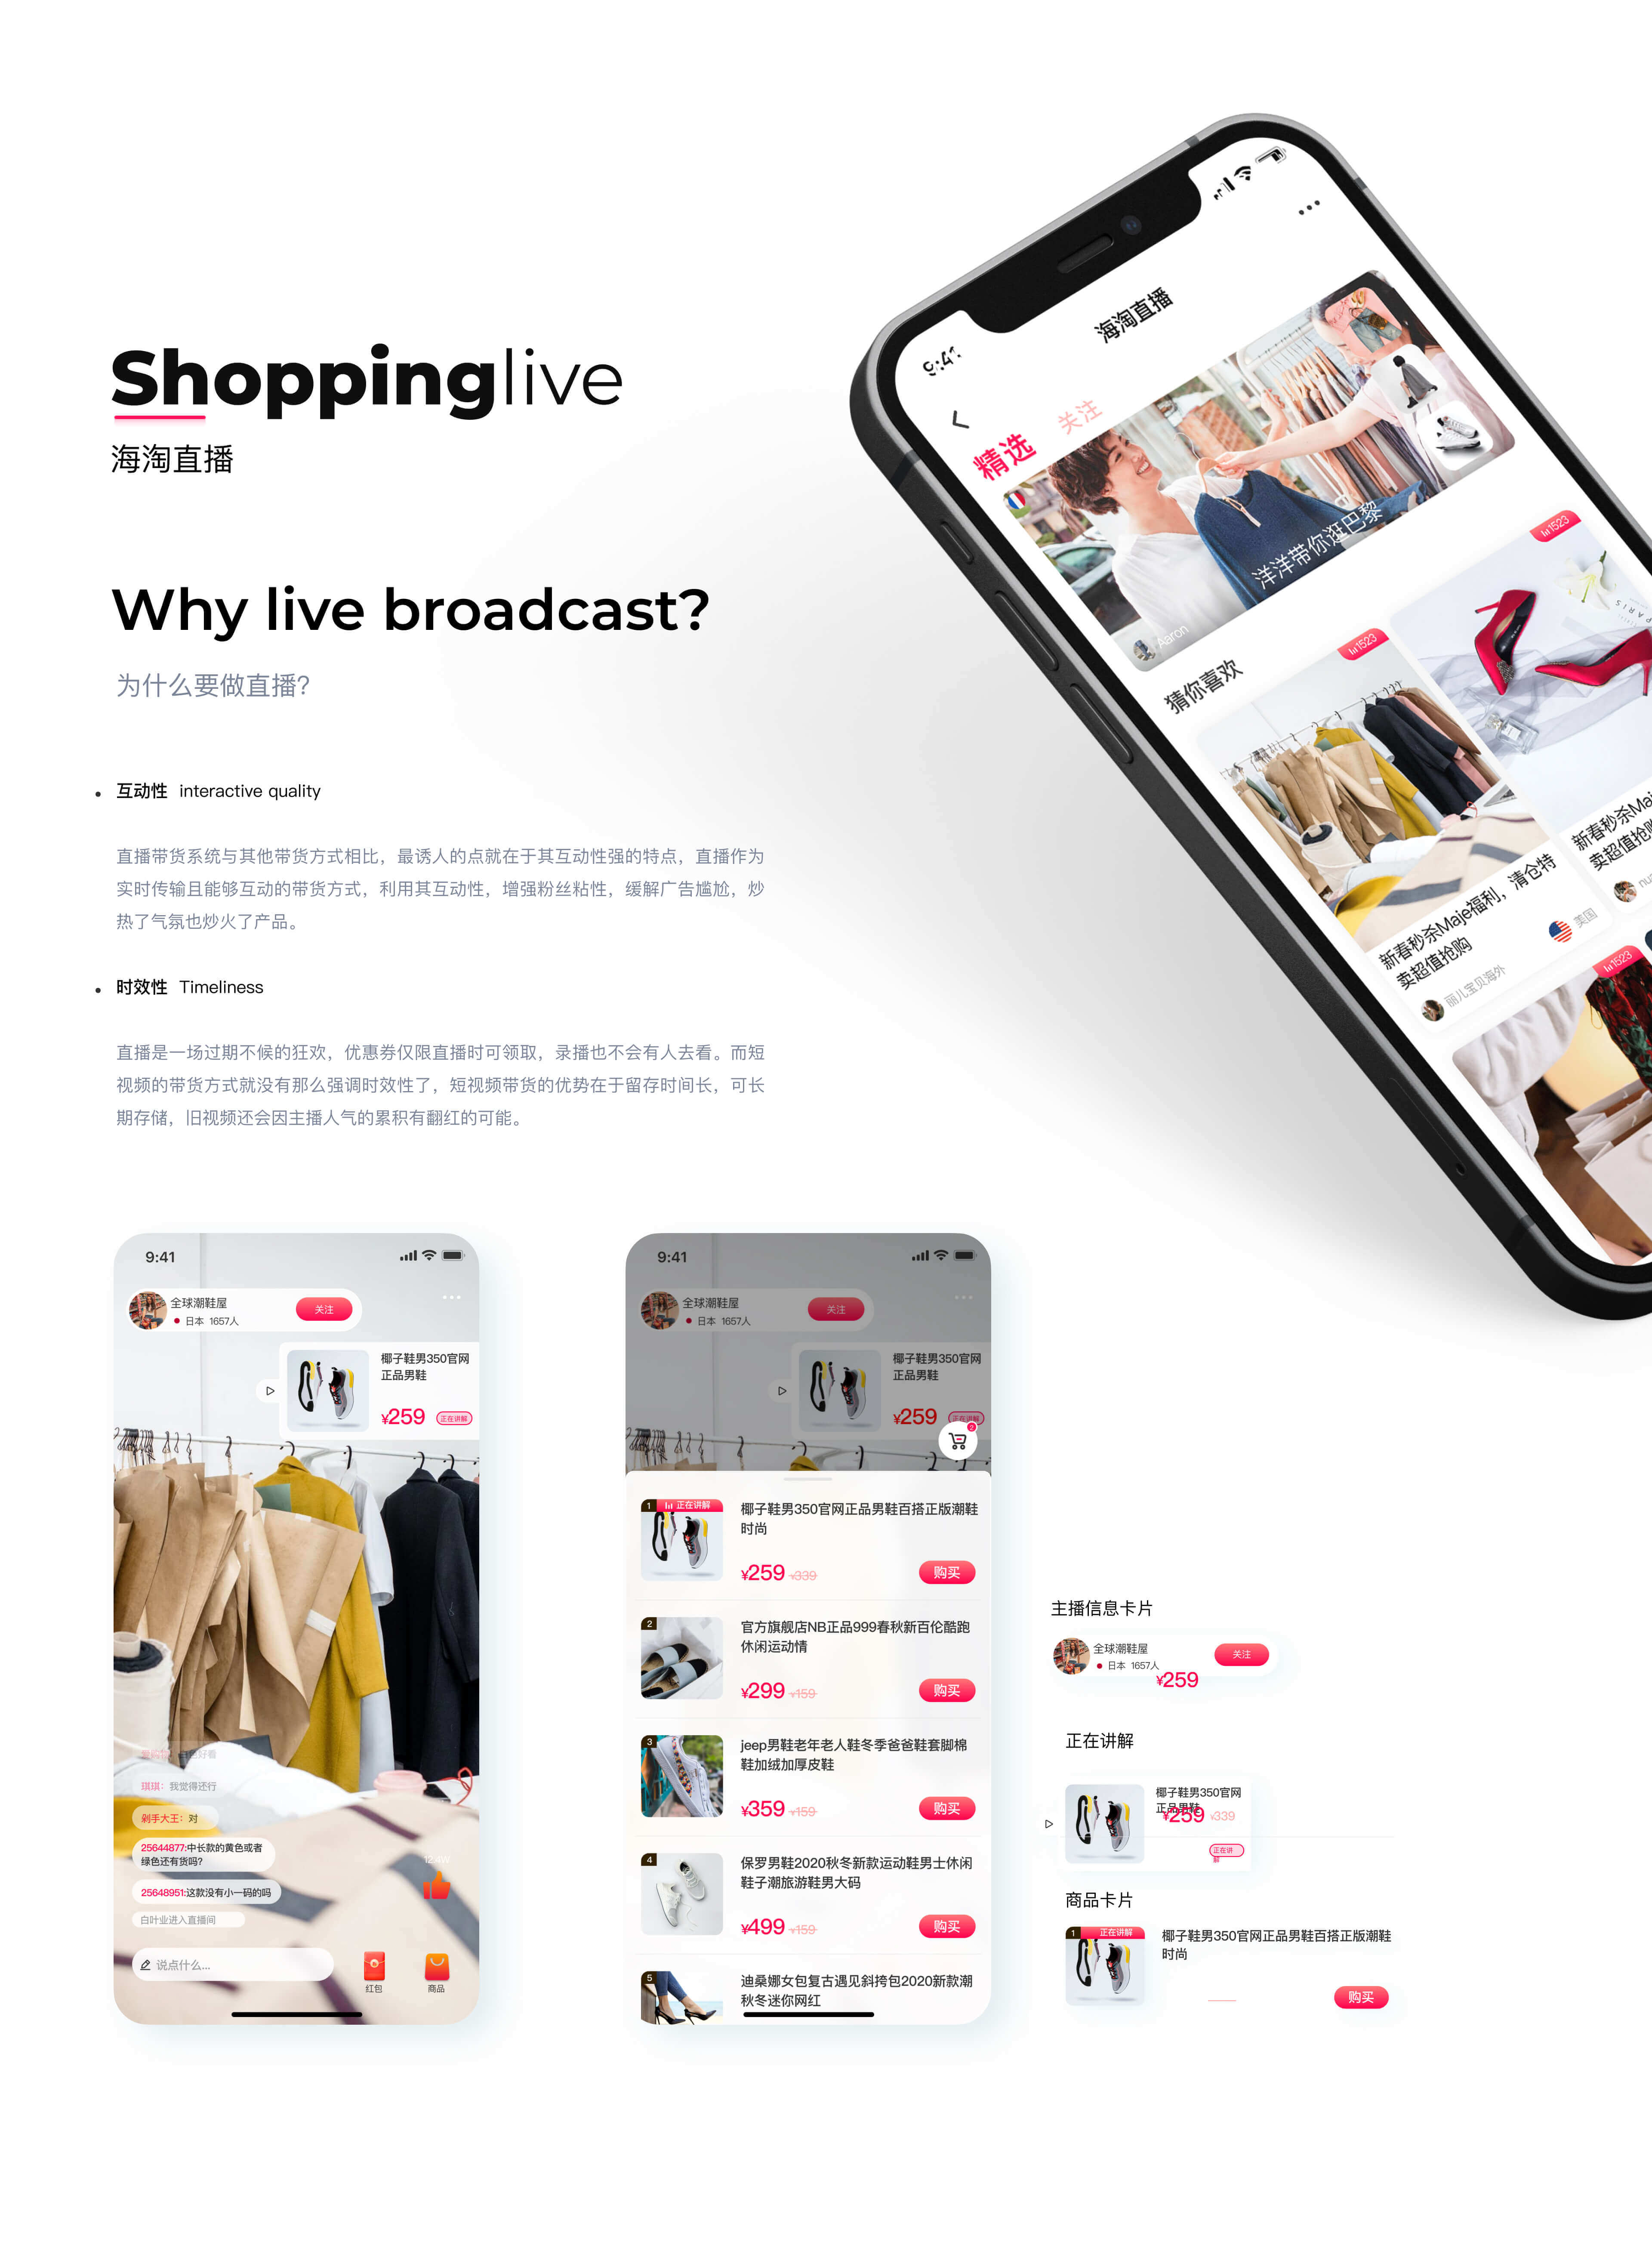 Shoppinglive
海淘直播
Why live broadcast?
为什么要做直播？
互动性 interactive quality
直播带货系统与其他带货方式相比，最诱人的点就在于其互动性强的特点，直播作为
实时传输且能够互动的带货方式，利用其互动性，增强粉丝粘性，缓解广告尴尬，炒
热了气氛也炒火了产品。
时效性 Timeliness
直播是一场过期不候的狂欢，优惠券仅限直播时可领取，录播也不会有人去看。而短
视频的带货方式就没有那么强调时效性了，短视频带货的优势在于留存时间长，可长
期存储，旧视频还会因主播人气的累积有翻红的可能。
9:41
海淘直播
精选 关注
洋洋带你逛巴黎
Aaron
猜你喜欢
1523
新春秒杀Maje福利，清仓特
卖超值抢购
丽儿宝贝海外
美国
1523
PARIS
新春秒杀Maj
卖超值抢购
1523
9:41
全球潮鞋屋
日本 1657人
关注
椰子鞋男350官网
正品男鞋
¥259
正在讲解
琪琪：我觉得还行
剁手大王：对
25644877:中长款的黄色或者
绿色还有货吗?
25648951:这款没有小一码的吗
白叶业进入直播间
说点什么...
红包
商品
9:41
全球潮鞋屋
日本 1657人
关注
椰子鞋男350官网
正品男鞋
¥259
正在讲解
2
1 正在讲解
椰子鞋男350官网正品男鞋百搭正版潮鞋
时尚
¥259 ¥339
购买
2
官方旗舰店NB正品999春秋新百伦酷跑
休闲运动情
¥299 ¥159
购买
3
jeep男鞋老年老人鞋冬季爸爸鞋套脚棉
鞋加绒加厚皮鞋
¥359 ¥159
购买
4
保罗男鞋2020秋冬新款运动鞋男士休闲
鞋子潮旅游鞋男大码
¥499 ¥159
购买
5
迪桑娜女包复古遇见斜挎包2020新款潮
秋冬迷你网红
主播信息卡片
全球潮鞋屋
日本 1657人
关注
¥259
正在讲解
椰子鞋男350官网
正品男鞋
¥259 ¥339
正在讲
解
商品卡片
1 正在讲解
椰子鞋男350官网正品男鞋百搭正版潮鞋
时尚
购买